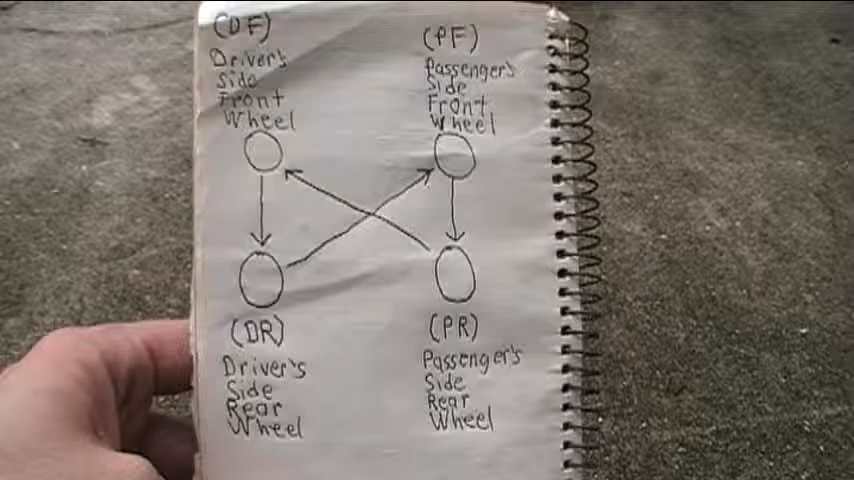 (DF)
Driver's
Side
Front
Wheel
(PF)
Passenger's
Side
Front
Wheel
(DR)
Driver's
Side
Rear
Wheel
(PR)
Passenger's
Side
Rear
Wheel